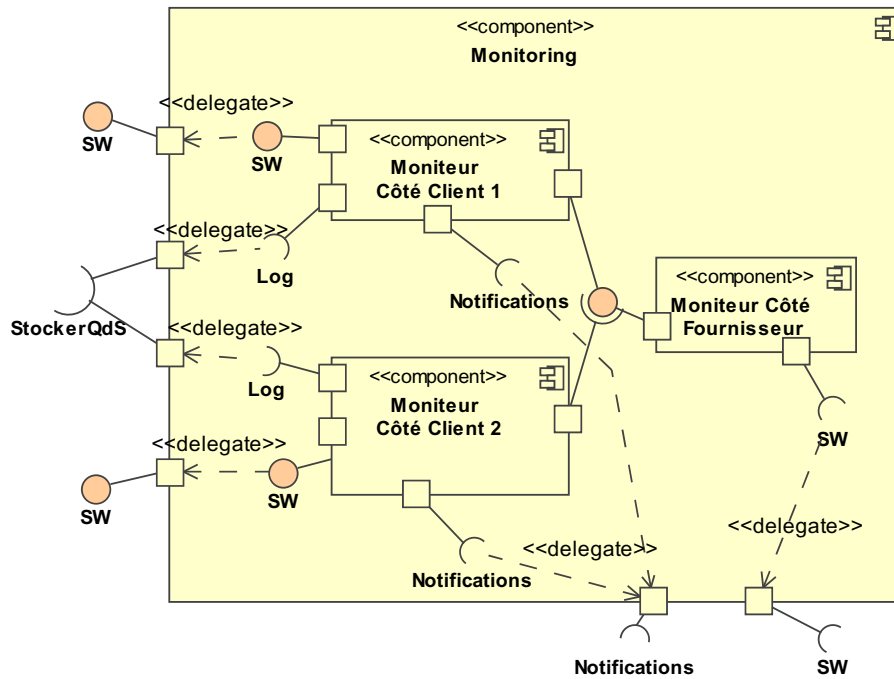 <<component>>
Monitoring
<<delegate>>
SW
SW
<<component>>
Moniteur
Côté Client 1
<<delegate>>
Log
Notifications
<<component>>
Moniteur Côté
Fournisseur
StockerQdS
<<delegate>>
Log
<<component>>
Moniteur
Côté Client 2
SW
<<delegate>>
SW
SW
<<delegate>>
<<delegate>>
Notifications
Notifications
SW